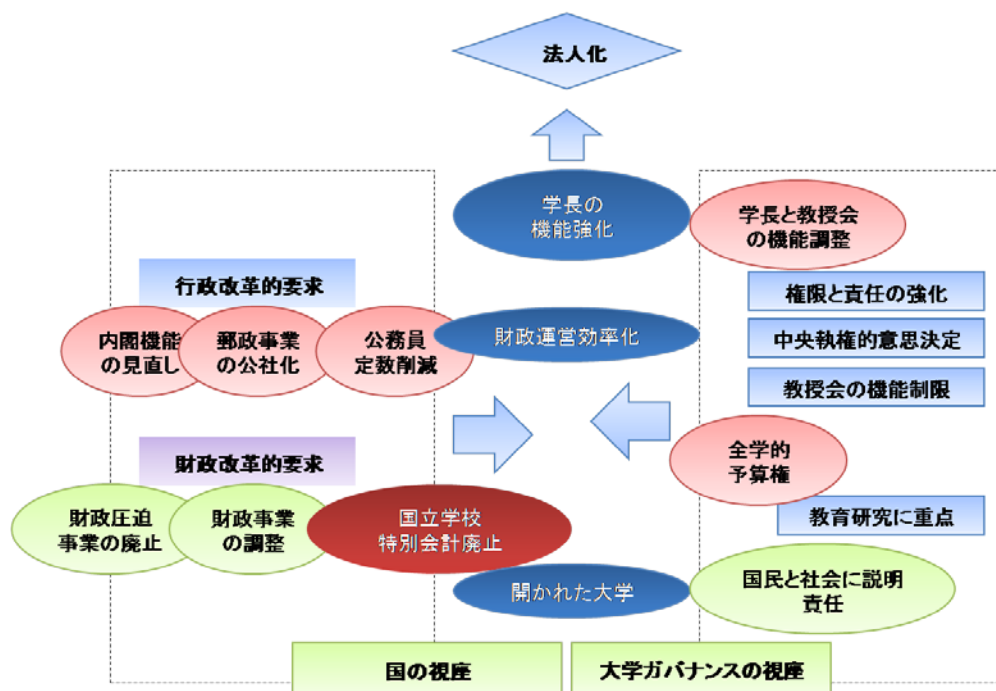 法人化
学長の
機能強化
学長と教授会
の機能調整
行政改革的要求
権限と責任の強化
内閣機能
の見直し
郵政事業
の公社化
公務員
定数削減
財政運営効率化
中央執権的意思決定
教授会の機能制限
財政改革的要求
全学的
予算権
財政圧迫
事業の廃止
財政事業
の調整
国立学校
特別会計廃止
教育研究に重点
開かれた大学
国民と社会に説明
責任
国の視座
大学ガバナンスの視座